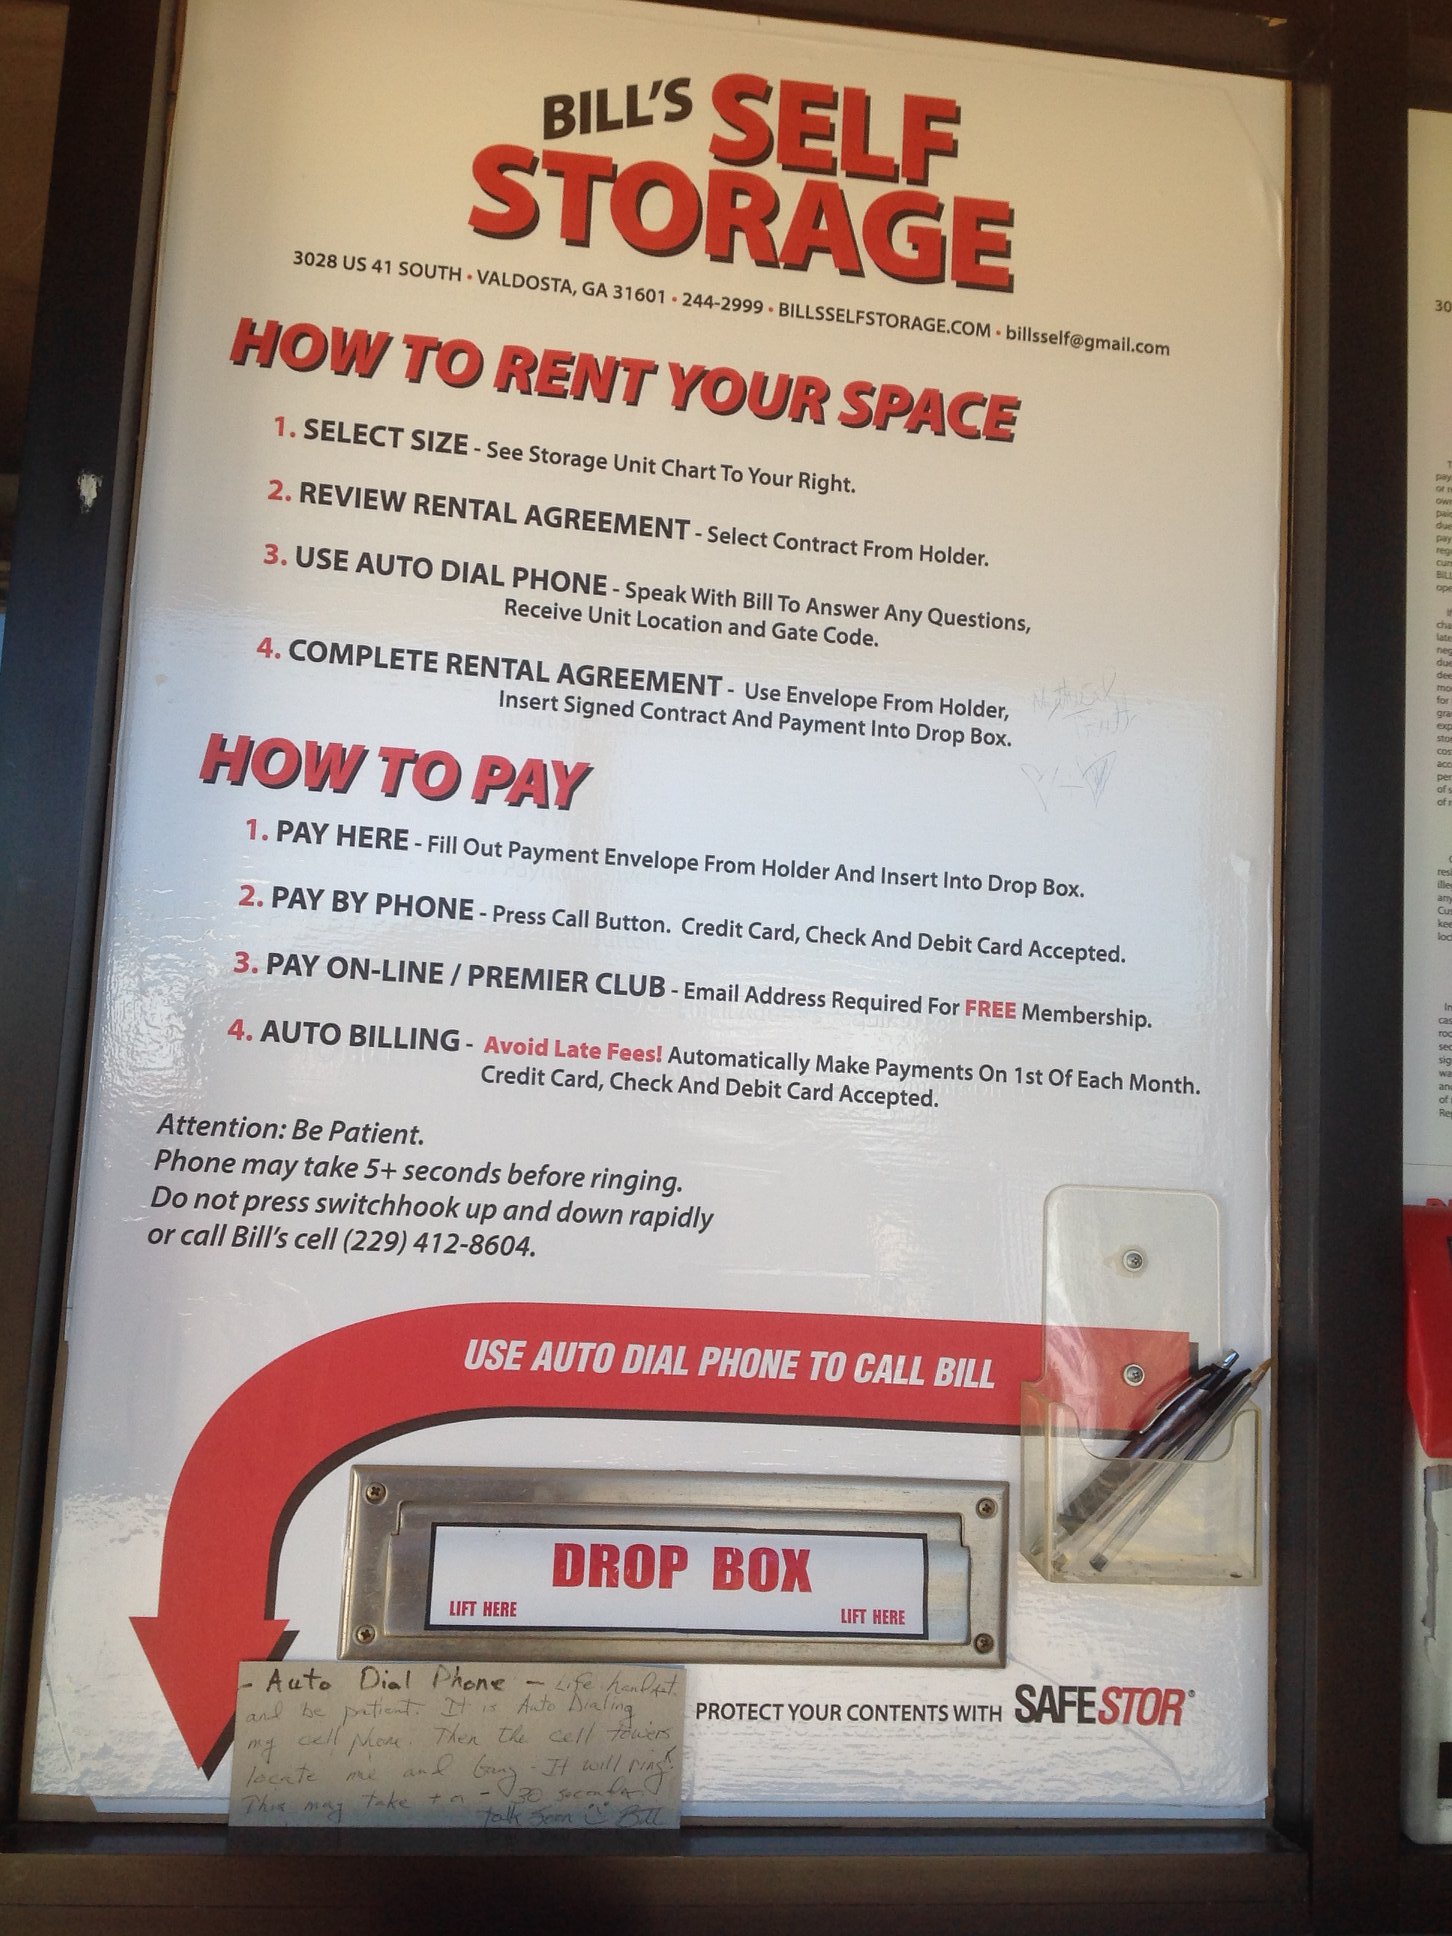 BILL'S SELF
STORAGE
3028 US 41 SOUTH • VALDOSTA, GA 31601 • 244-2999 • BILLSSELFSTORAGE.COM • billsself@gmail.com
HOW TO RENT YOUR SPACE
1. SELECT SIZE - See Storage Unit Chart To Your Right.
2. REVIEW RENTAL AGREEMENT - Select Contract From Holder.
3. USE AUTO DIAL PHONE - Speak With Bill To Answer Any Questions,
Receive Unit Location and Gate Code.
4. COMPLETE RENTAL AGREEMENT - Use Envelope From Holder,
Insert Signed Contract And Payment Into Drop Box.
HOW TO PAY
1. PAY HERE - Fill Out Payment Envelope From Holder And Insert Into Drop Box.
2. PAY BY PHONE - Press Call Button. Credit Card, Check And Debit Card Accepted.
3. PAY ON-LINE / PREMIER CLUB - Email Address Required For FREE Membership.
4. AUTO BILLING - Avoid Late Fees! Automatically Make Payments On 1st Of Each Month.
Credit Card, Check And Debit Card Accepted.
Attention: Be Patient.
Phone may take 5+ seconds before ringing.
Do not press switchhook up and down rapidly
or call Bill's cell (229) 412-8604.
USE AUTO DIAL PHONE TO CALL BILL
DROP BOX
LIFT HERE LIFT HERE
- Auto Dial Phone - Life handset
and be patient. It is Auto Dialing
my cell phone. Then the cell towers
locate me and - It will ring
This may take - 30 seconds
talk soon Bill
PROTECT YOUR CONTENTS WITH SAFESTOR®